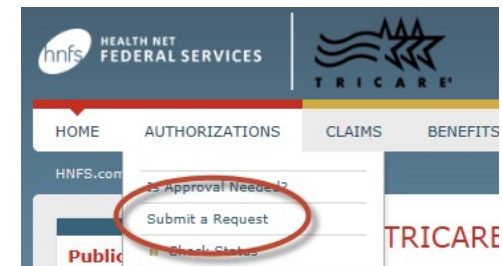 hnfs HEALTH NET
FEDERAL SERVICES
TRICARE
HOME AUTHORIZATIONS CLAIMS BENEFITS
HNFS.com
Is Approval Needed?
Submit a Request
Check Status
Public
TRICARE